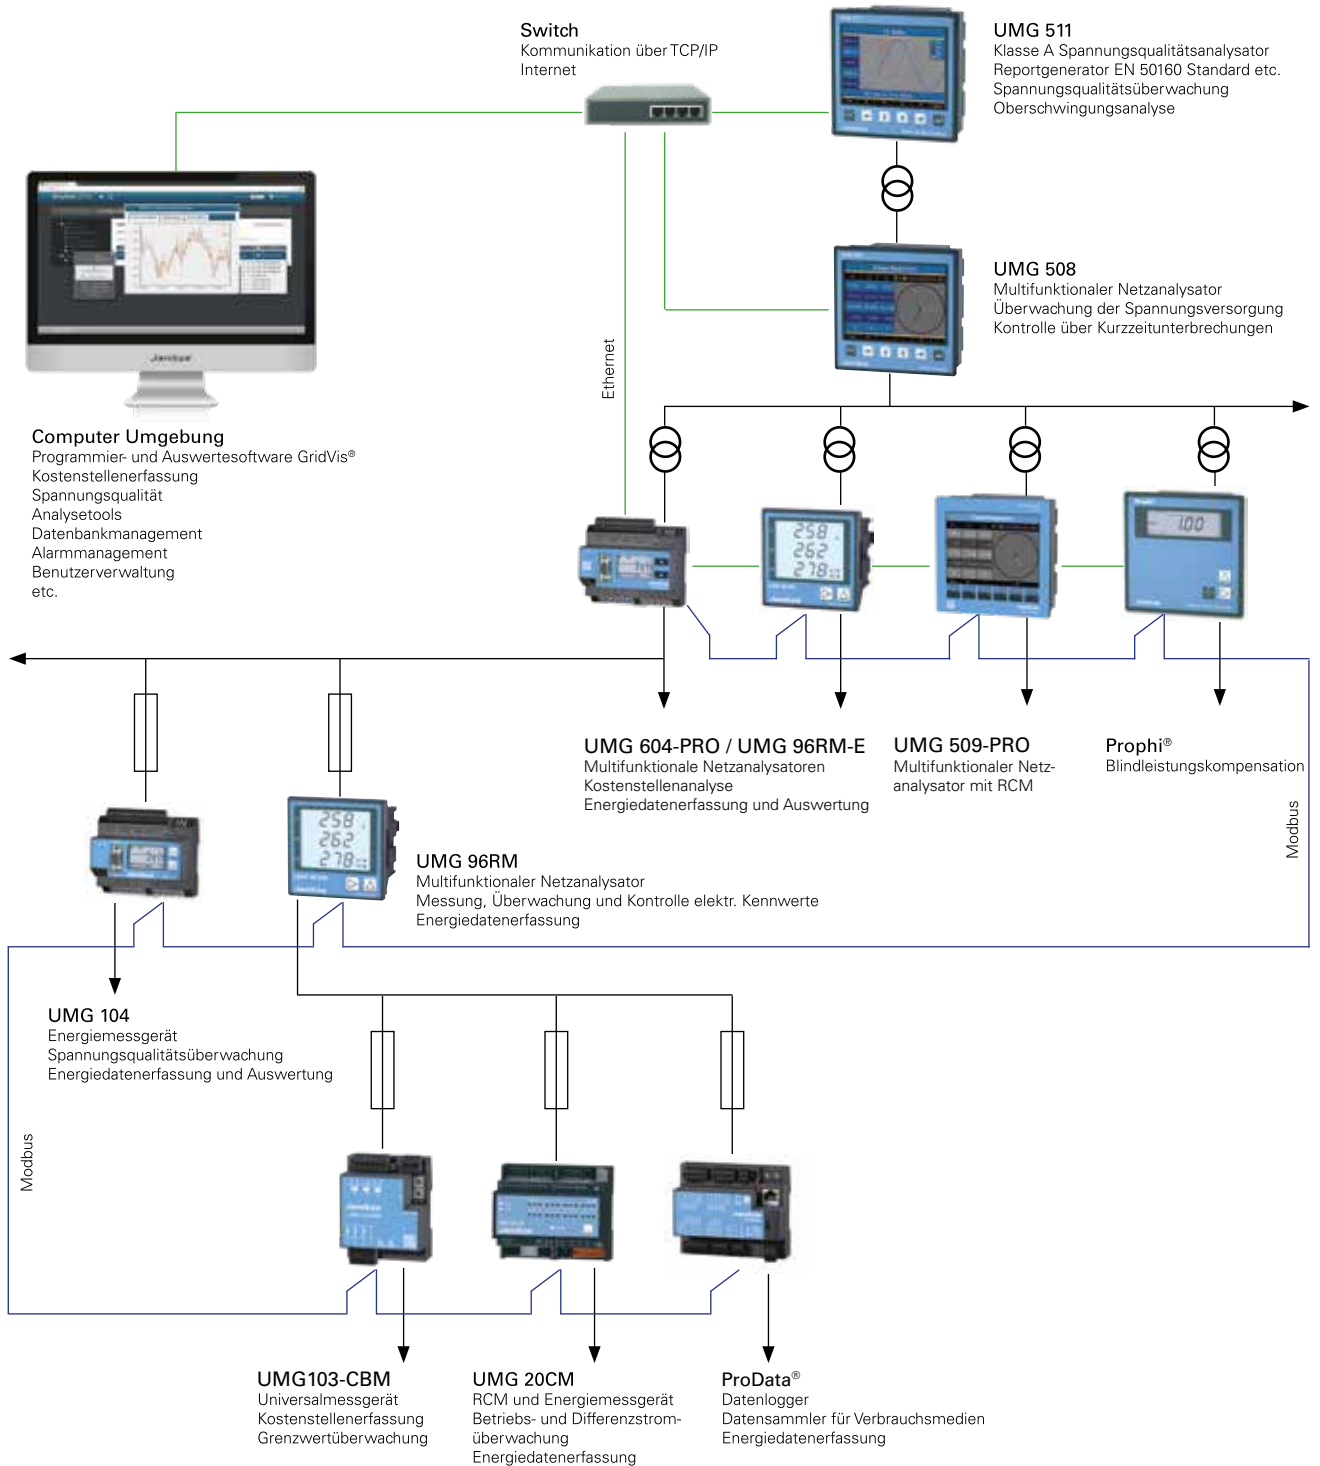 Switch
Kommunikation über TCP/IP
Internet
UMG 511
Klasse A Spannungsqualitätsanalysator
Reportgenerator EN 50160 Standard etc.
Spannungsqualitätsüberwachung
Oberschwingungsanalyse
UMG 508
Multifunktionaler Netzanalysator
Überwachung der Spannungsversorgung
Kontrolle über Kurzzeitunterbrechungen
Ethernet
Janitza
Computer Umgebung
Programmier- und Auswertesoftware GridVis®
Kostenstellenerfassung
Spannungsqualität
Analysetools
Datenbankmanagement
Alarmmanagement
Benutzerverwaltung
etc.
258
262
278
1.00
UMG 604-PRO / UMG 96RM-E
Multifunktionale Netzanalysatoren
Kostenstellenanalyse
Energiedatenerfassung und Auswertung
UMG 509-PRO
Multifunktionaler Netz-
analysator mit RCM
Prophi®
Blindleistungskompensation
Modbus
258
262
278
UMG 96RM
Multifunktionaler Netzanalysator
Messung, Überwachung und Kontrolle elektr. Kennwerte
Energiedatenerfassung
UMG 104
Energiemessgerät
Spannungsqualitätsüberwachung
Energiedatenerfassung und Auswertung
Modbus
UMG103-CBM
Universalmessgerät
Kostenstellenerfassung
Grenzwertüberwachung
UMG 20CM
RCM und Energiemessgerät
Betriebs- und Differenzstrom-
überwachung
Energiedatenerfassung
ProData®
Datenlogger
Datensammler für Verbrauchsmedien
Energiedatenerfassung